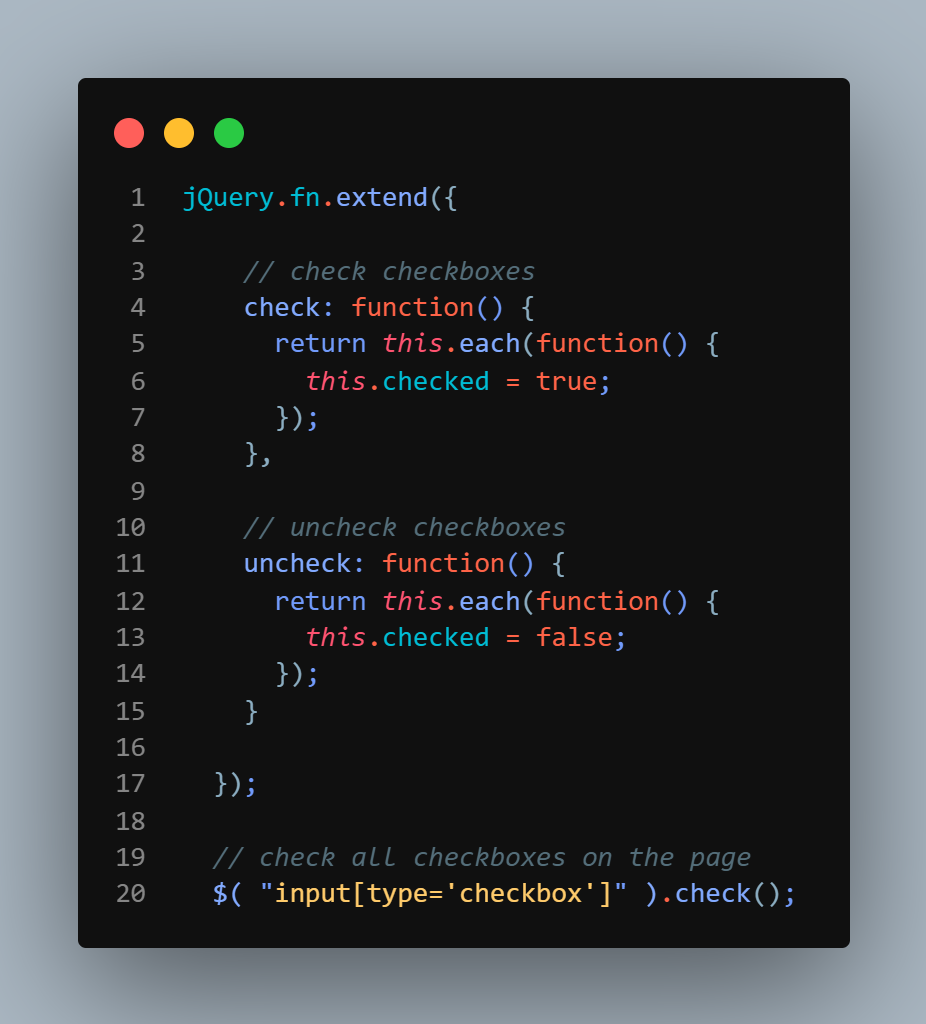 1 jQuery.fn.extend({
2
3     // check checkboxes
4     check: function() {
5       return this.each(function() {
6         this.checked = true;
7       });
8     },
9
10     // uncheck checkboxes
11     uncheck: function() {
12       return this.each(function() {
13         this.checked = false;
14       });
15     }
16
17   });
18
19   // check all checkboxes on the page
20   $( "input[type='checkbox']" ).check();